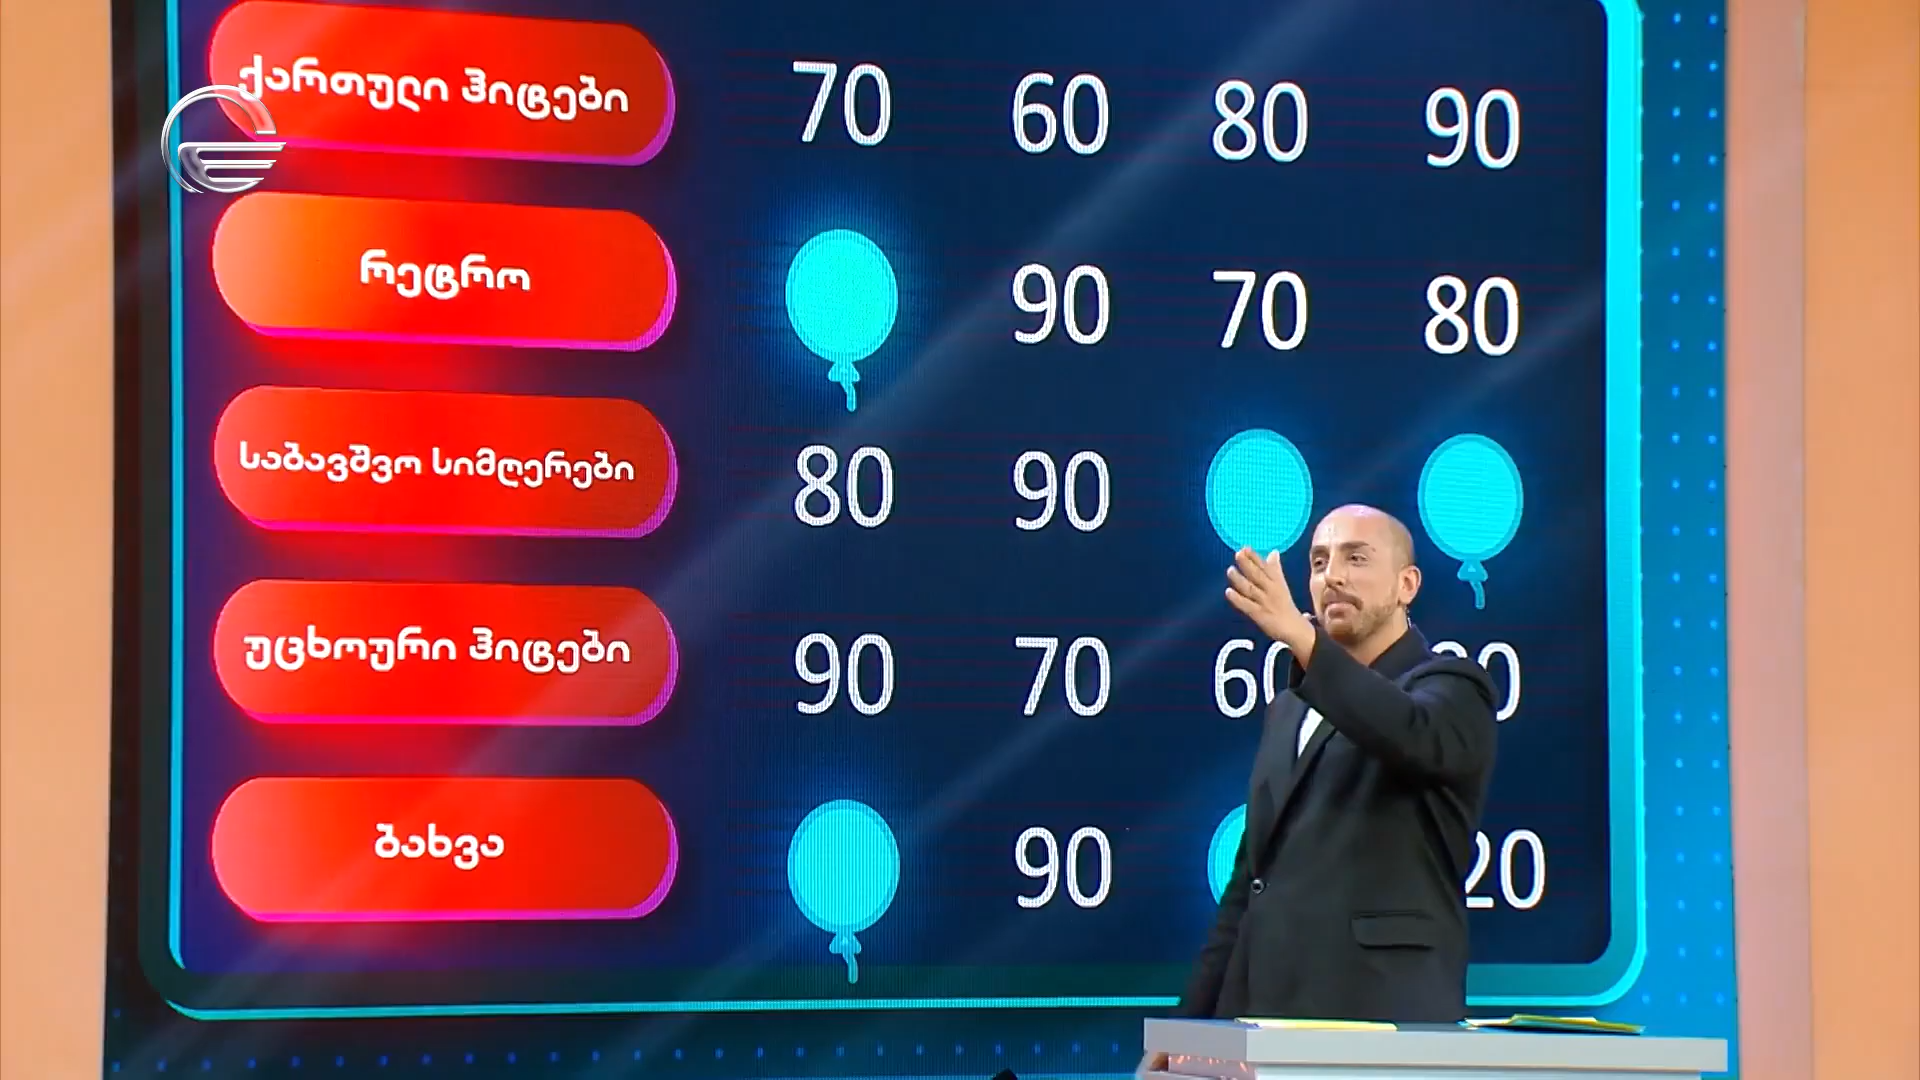 ქართული ჰიტები 70 60 80 90
რეტრო 90 70 80
საბავშვო სიმღერები 80 90
უცხოური ჰიტები 90 70 60
ბახვა 90